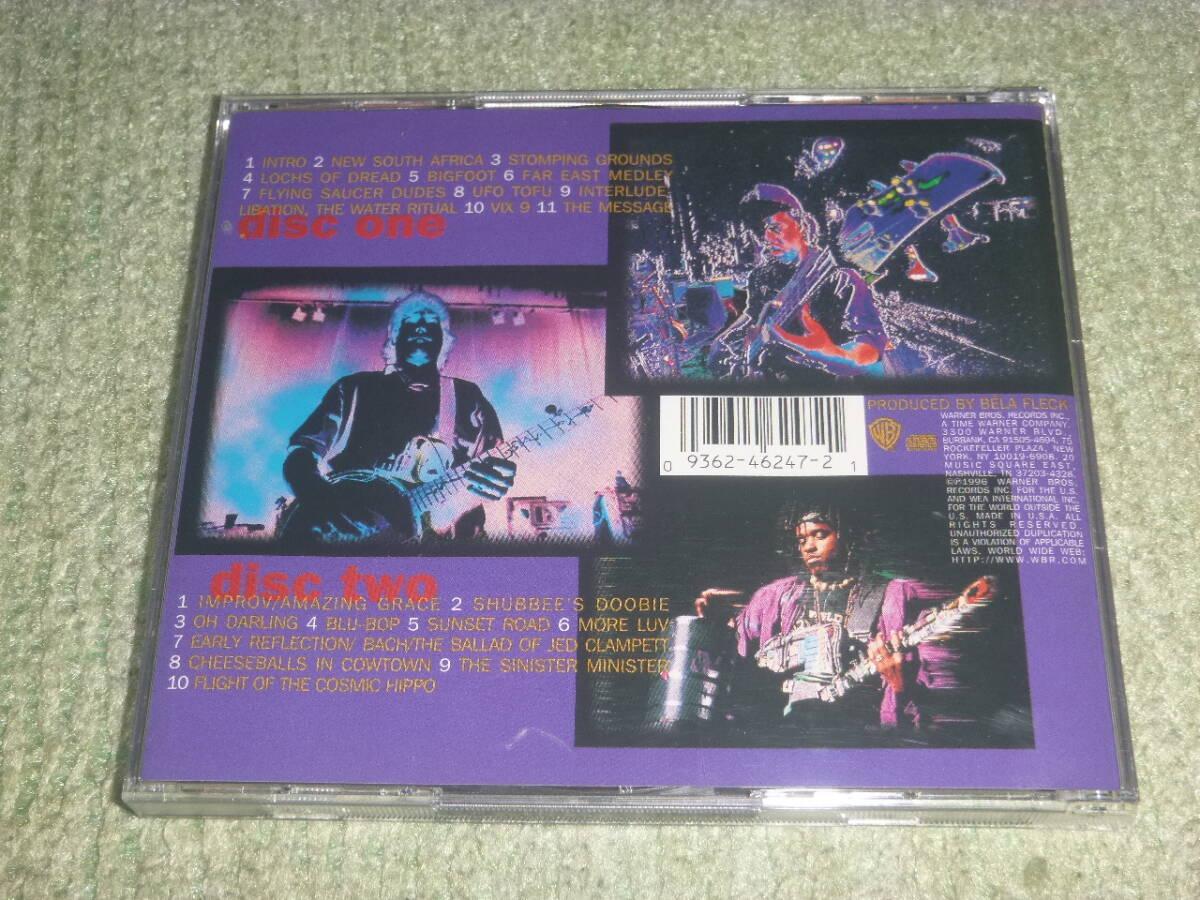 1 INTRO 2 NEW SOUTH AFRICA 3 STOMPING GROUNDS
4 LOCHS OF DREAD 5 BIGFOOT 6 FAR EAST MEDLEY
7 FLYING SAUCER DUDES 8 UFO TOFU 9 INTERLUDE/
LIBATION, THE WATER RITUAL 10 VIX 9 11 THE MESSAGE
disc one
PRODUCED BY BÉLA FLECK
WARNER BROS. RECORDS INC.,
A TIME WARNER COMPANY.
3300 WARNER BLVD.,
BURBANK, CA 91505-4694, 75
ROCKEFELLER PLAZA, NEW
YORK, NY 10019-6908, 20
MUSIC SQUARE EAST,
NASHVILLE, TN 37203-4326.
©℗1996 WARNER BROS.
RECORDS INC. FOR THE U.S.
AND WEA INTERNATIONAL INC.
FOR THE WORLD OUTSIDE THE
U.S. MADE IN U.S.A. ALL
RIGHTS RESERVED.
UNAUTHORIZED DUPLICATION
IS A VIOLATION OF APPLICABLE
LAWS. WORLD WIDE WEB:
HTTP://WWW.WBR.COM
WB
0 9362-46247-2 1
disc two
1 IMPROV/AMAZING GRACE 2 SHUBBEE'S DOOBIE
3 OH DARLING 4 BLU-BOP 5 SUNSET ROAD 6 MORE LUV
7 EARLY REFLECTION/ BACH/THE BALLAD OF JED CLAMPETT
8 CHEESEBALLS IN COWTOWN 9 THE SINISTER MINISTER
10 FLIGHT OF THE COSMIC HIPPO